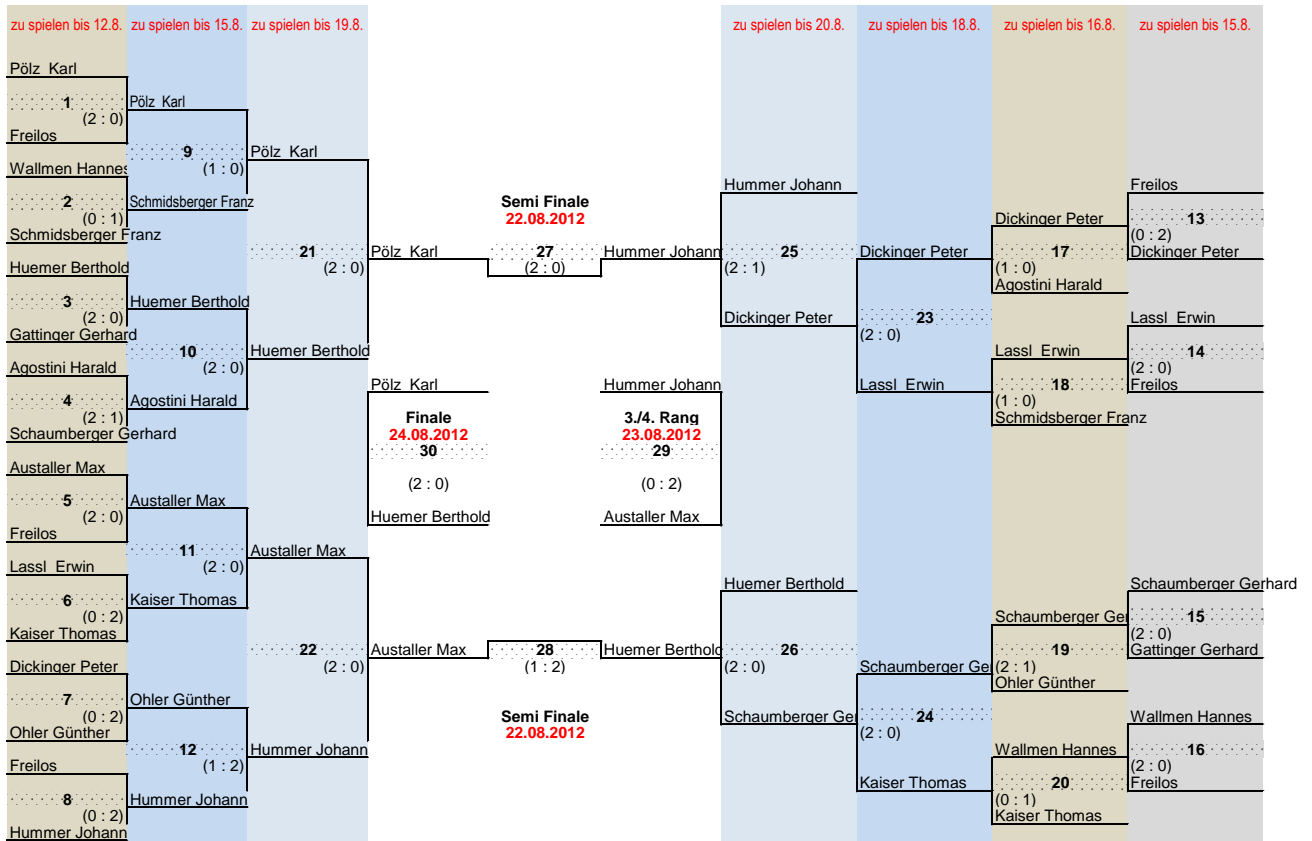 zu spielen bis 12.8. zu spielen bis 15.8. zu spielen bis 19.8. zu spielen bis 20.8. zu spielen bis 18.8. zu spielen bis 16.8. zu spielen bis 15.8.
Pölz Karl
1 Pölz Karl
(2 : 0)
Freilos
9 Pölz Karl
Wallmen Hannes (1 : 0)
Hummer Johann Freilos
2 Schmidsberger Franz Semi Finale
(0 : 1) 22.08.2012 Dickinger Peter 13
Schmidsberger Franz (0 : 2)
21 Pölz Karl 27 Hummer Johann 25 Dickinger Peter 17 Dickinger Peter
Huemer Berthold (2 : 0) (2 : 0) (2 : 1) (1 : 0)
Agostini Harald
3 Huemer Berthold
(2 : 0) Dickinger Peter 23 Lassl Erwin
Gattinger Gerhard (2 : 0)
10 Huemer Berthold Lassl Erwin 14
Agostini Harald (2 : 0) (2 : 0)
Pölz Karl Hummer Johann Lassl Erwin 18 Freilos
4 Agostini Harald (1 : 0)
(2 : 1) Finale 3./4. Rang Schmidsberger Franz
Schaumberger Gerhard 24.08.2012 23.08.2012
30 29
Austaller Max
(2 : 0) (0 : 2)
5 Austaller Max
(2 : 0) Huemer Berthold Austaller Max
Freilos
11 Austaller Max
Lassl Erwin (2 : 0)
Huemer Berthold Schaumberger Gerhard
6 Kaiser Thomas
(0 : 2) Schaumberger Ger 15
Kaiser Thomas (2 : 0)
22 Austaller Max 28 Huemer Berthold 26 19 Gattinger Gerhard
Dickinger Peter (2 : 0) (1 : 2) (2 : 0) Schaumberger Ger (2 : 1)
Ohler Günther
7 Ohler Günther
(0 : 2) Semi Finale Schaumberger Ger 24 Wallmen Hannes
Ohler Günther 22.08.2012 (2 : 0)
12 Hummer Johann Wallmen Hannes 16
Freilos (1 : 2) (2 : 0)
Kaiser Thomas 20 Freilos
8 Hummer Johann (0 : 1)
(0 : 2) Kaiser Thomas
Hummer Johann